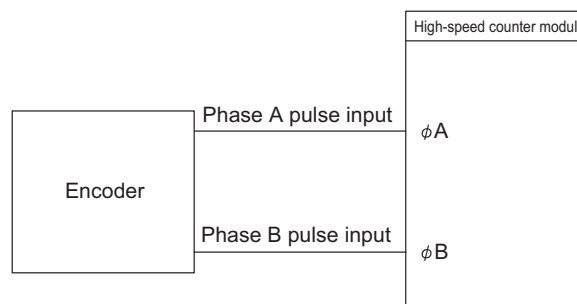 High-speed counter modul
Phase A pulse input
φA
Encoder
Phase B pulse input
φB